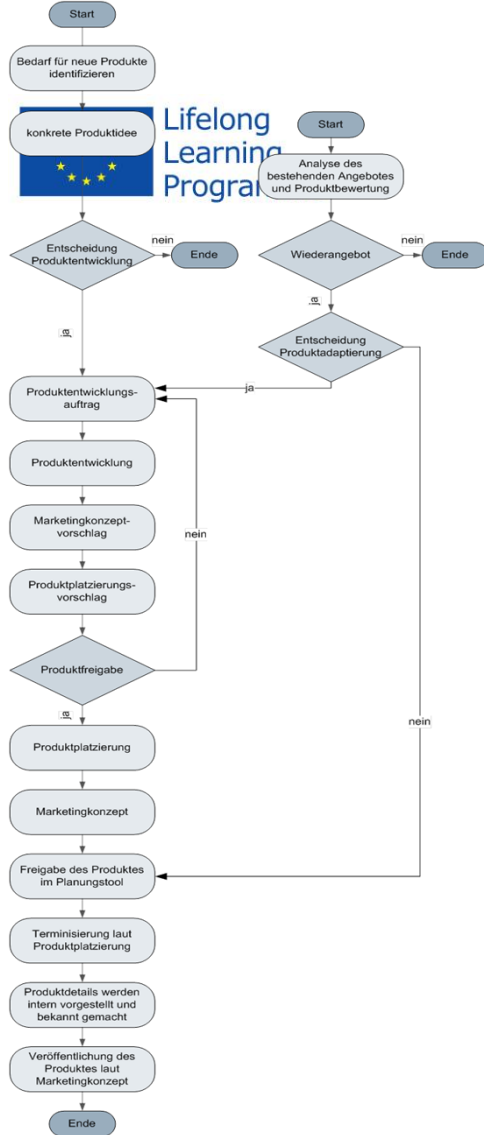 Start
Bedarf für neue Produkte
identifizieren
konkrete Produktidee
Lifelong
Learning
Start
Analyse des
bestehenden Angebotes
und Produktbewertung
Entscheidung
Produktentwicklung
nein
Ende
ja
Wiederangebot
nein
Ende
ja
Entscheidung
Produktadaptierung
ja
nein
Produktentwicklungs-
auftrag
Produktentwicklung
Marketingkonzept-
vorschlag
Produktplatzierungs-
vorschlag
Produktfreigabe
nein
ja
Produktplatzierung
Marketingkonzept
Freigabe des Produktes
im Planungstool
Terminisierung laut
Produktplatzierung
Produktdetails werden
intern vorgestellt und
bekannt gemacht
Veröffentlichung des
Produktes laut
Marketingkonzept
Ende